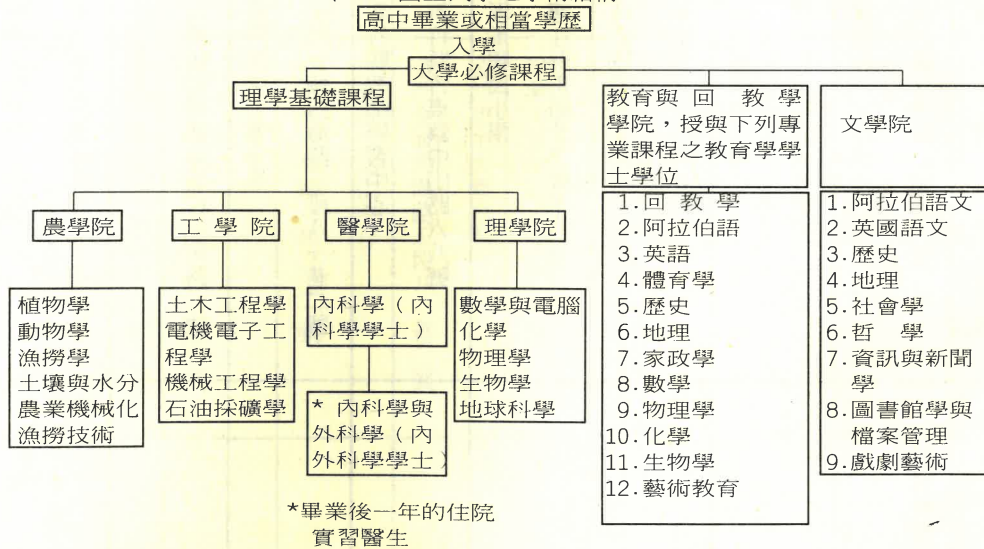 高中畢業或相當學歷
入學
大學必修課程
理學基礎課程
教育與回教學
學院，授與下列專
業課程之教育學學
士學位
文學院
農學院
工學院
醫學院
理學院
植物學
動物學
漁撈學
土壤與水分
農業機械化
漁撈技術
土木工程學
電機電子工
程學
機械工程學
石油採礦學
內科學（內
科學學士）
*內科學與
外科學（內
外科學學士）
*畢業後一年的住院
實習醫生
數學與電腦
化學
物理學
生物學
地球科學
1.回教學
2.阿拉伯語
3.英語
4.體育學
5.歷史
6.地理
7.家政學
8.數學
9.物理學
10.化學
11.生物學
12.藝術教育
1.阿拉伯語文
2.英國語文
3.歷史
4.地理
5.社會學
6.哲學
7.資訊與新聞
學
8.圖書館學與
檔案管理
9.戲劇藝術